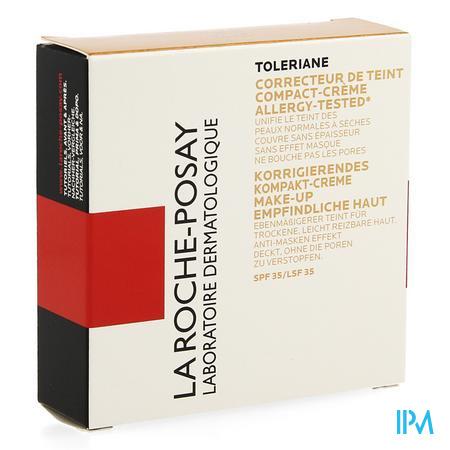 TOLERIANE
CORRECTEUR DE TEINT
COMPACT-CRÈME
ALLERGY-TESTED*
UNIFIE LE TEINT DES
PEAUX NORMALES A SÈCHES
COUVRE SANS ÉPAISSEUR
SANS EFFET MASQUE
NE BOUCHE PAS LES PORES
KORRIGIERENDES
KOMPAKT-CREME
MAKE-UP
EMPFINDLICHE HAUT
EBENMÄßIGERER TEINT FÜR
TROCKENE, LEICHT REIZBARE HAUT.
ANTI-MASKEN EFFEKT
DECKT, OHNE DIE POREN
ZU VERSTOPFEN.
SPF 35/LSF 35
LA ROCHE-POSAY
LABORATOIRE DERMATOLOGIQUE
TUTORIELS, AVANT & APRÈS.
IPM